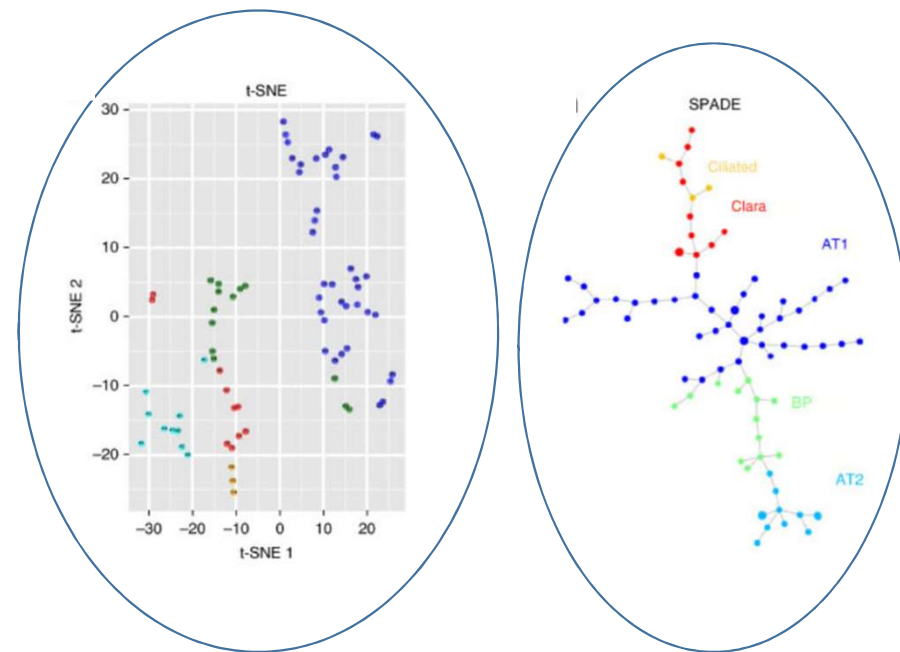 t-SNE
30
20
10
0
−10
−20
−30 −20 −10 0 10 20
t-SNE 1
t-SNE 2
SPADE
Ciliated
Clara
AT1
BP
AT2